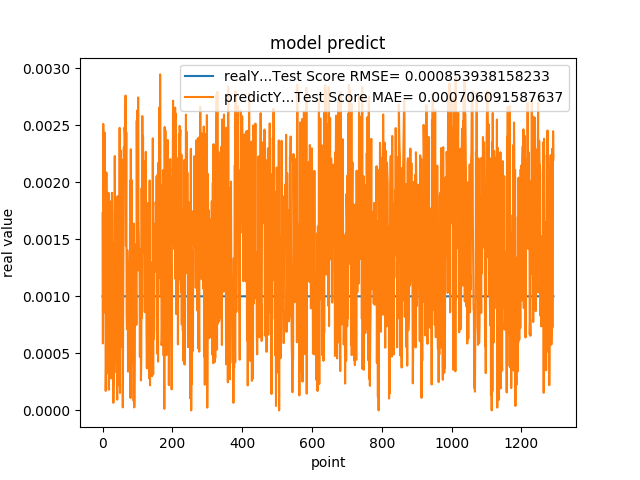 model predict
realY...Test Score RMSE= 0.000853938158233
predictY...Test Score MAE= 0.000706091587637
0.0030
0.0025
0.0020
0.0015
0.0010
0.0005
0.0000
real value
0 200 400 600 800 1000 1200
point